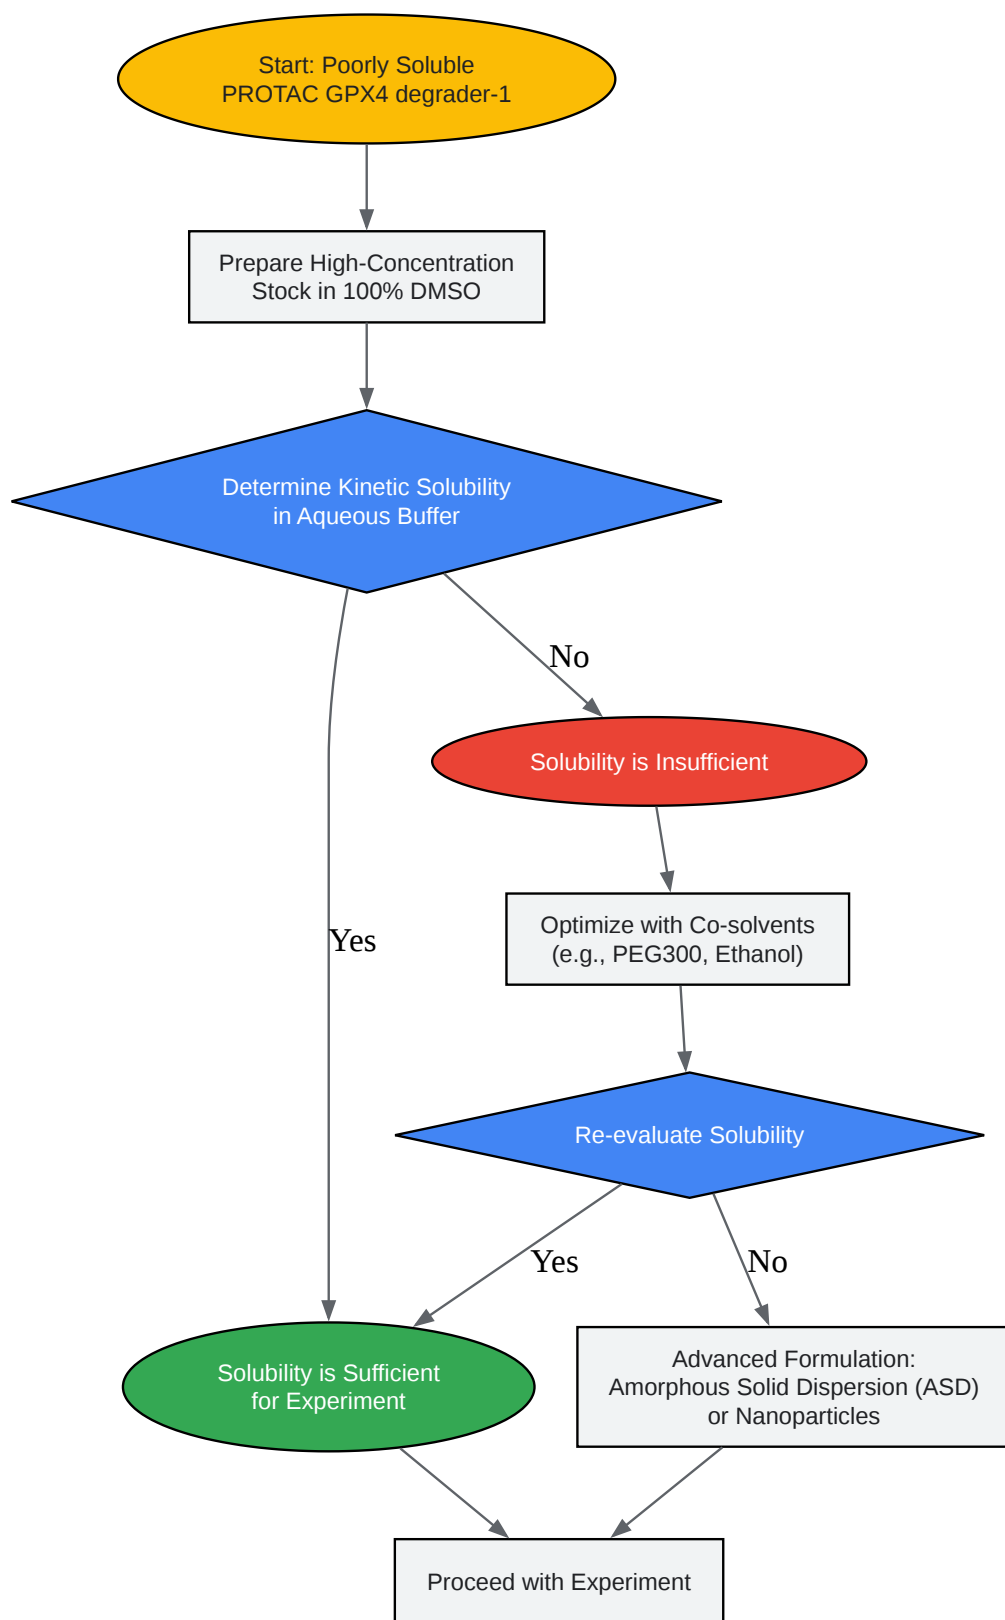 Start: Poorly Soluble
PROTAC GPX4 degrader-1
Prepare High-Concentration
Stock in 100% DMSO
Determine Kinetic Solubility
in Aqueous Buffer
No
Solubility is Insufficient
Yes
Optimize with Co-solvents
(e.g., PEG300, Ethanol)
Re-evaluate Solubility
Yes
No
Solubility is Sufficient
for Experiment
Advanced Formulation:
Amorphous Solid Dispersion (ASD)
or Nanoparticles
Proceed with Experiment